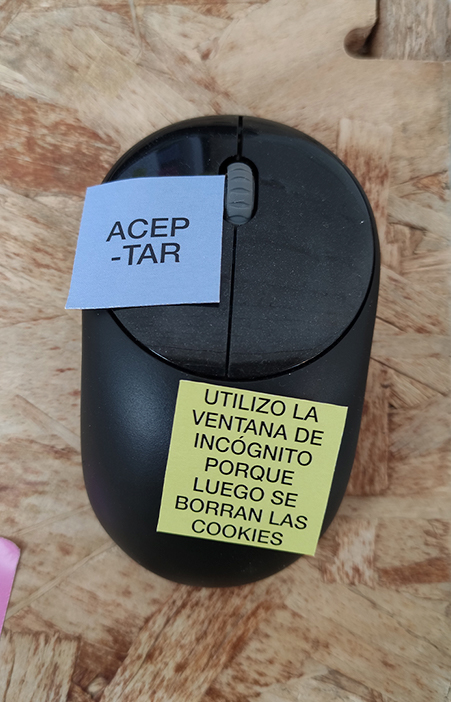 ACEP
-TAR
UTILIZO LA
VENTANA DE
INCÓGNITO
PORQUE
LUEGO SE
BORRAN LAS
COOKIES